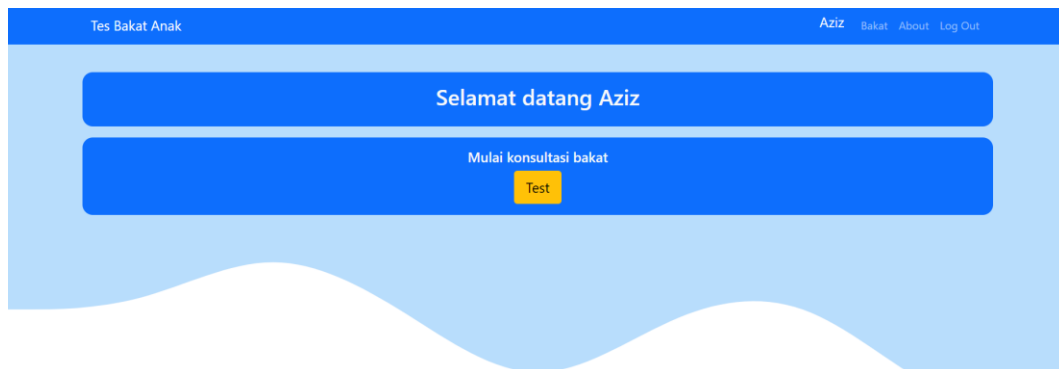 Tes Bakat Anak Aziz Bakat About Log Out
Selamat datang Aziz
Mulai konsultasi bakat
Test